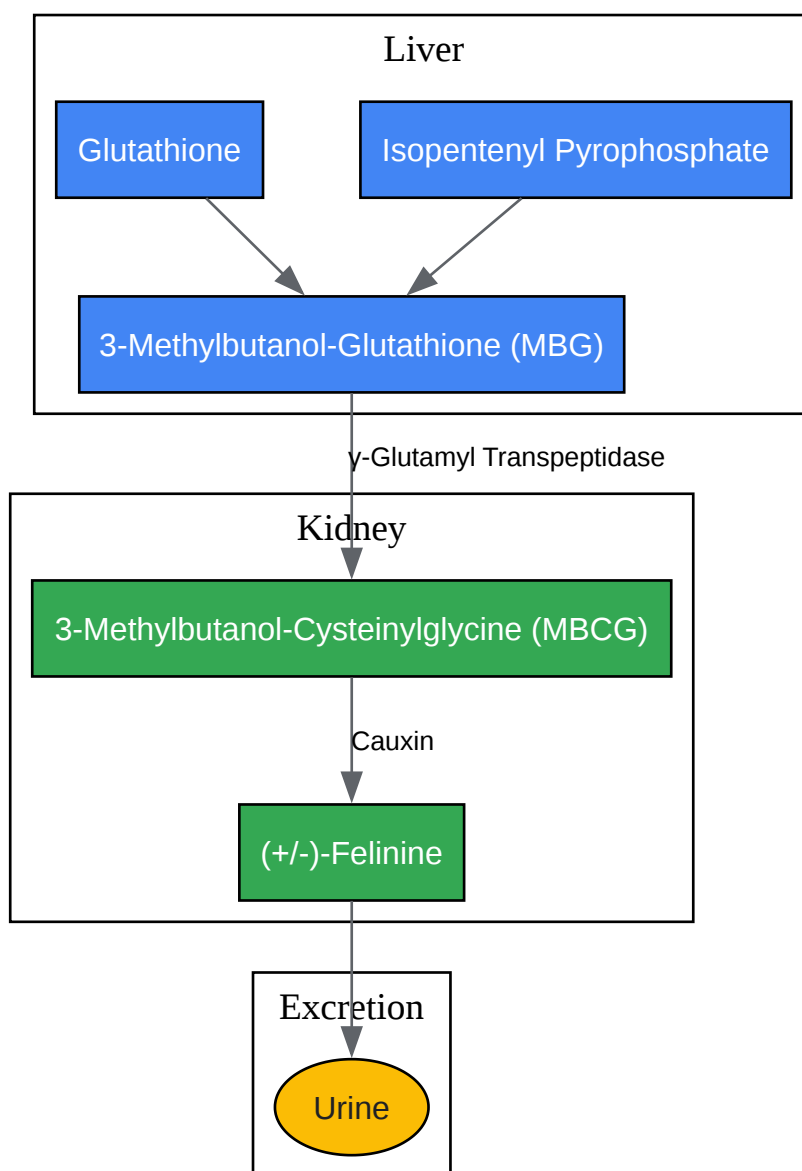 Liver
Glutathione
Isopentenyl Pyrophosphate
3-Methylbutanol-Glutathione (MBG)
γ-Glutamyl Transpeptidase
Kidney
3-Methylbutanol-Cysteinylglycine (MBCG)
Cauxin
(+/-)-Felinine
Excretion
Urine